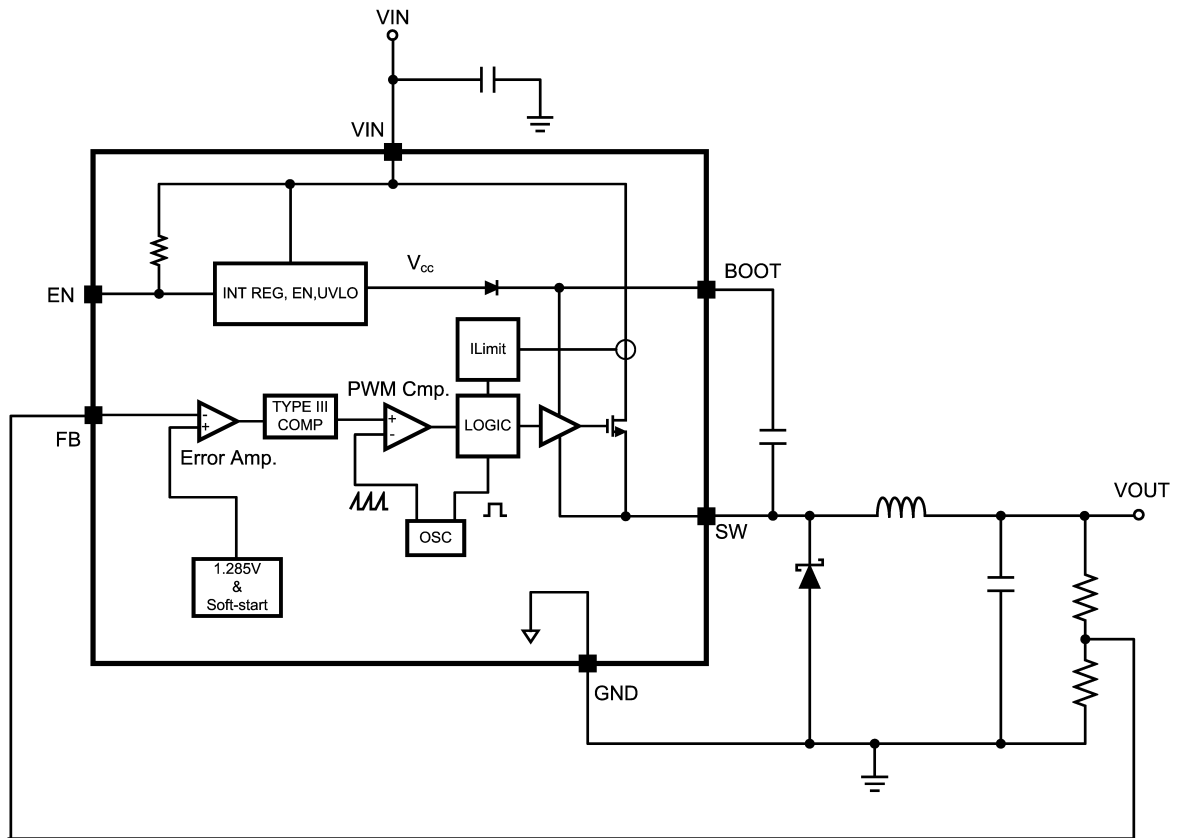 VIN
VIN
V_cc
BOOT
EN
INT REG, EN,UVLO
ILimit
PWM Cmp.
TYPE III
COMP
-
+
+
-
LOGIC
FB
Error Amp.
VOUT
OSC
SW
1.285V
&
Soft-start
GND